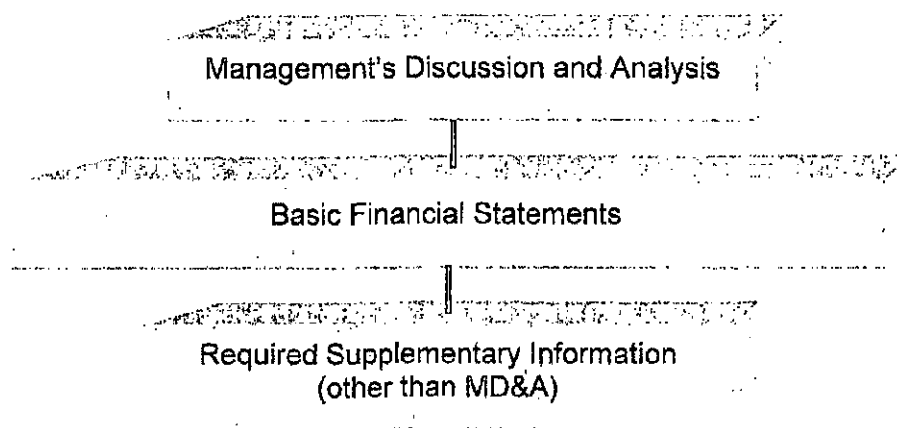 Management's Discussion and Analysis
Basic Financial Statements
Required Supplementary Information
(other than MD&A)